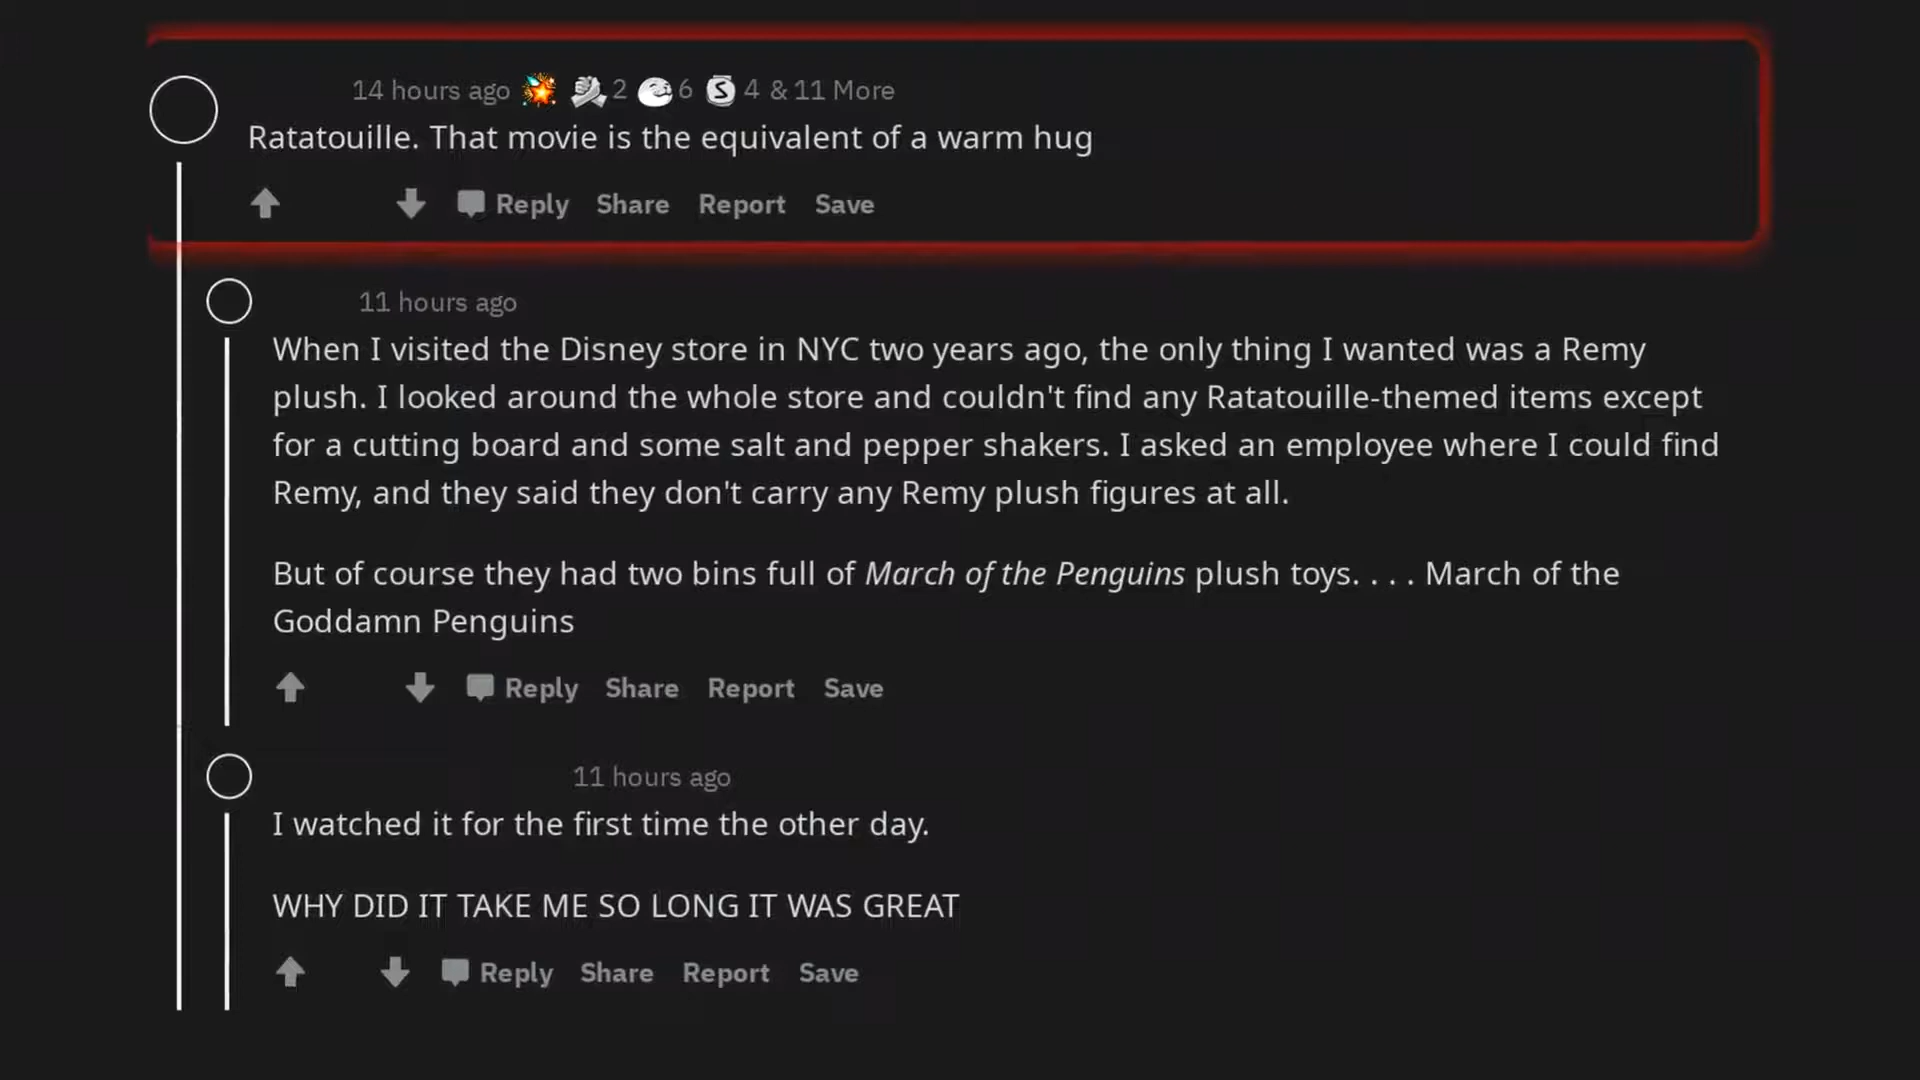 14 hours ago 2 6 S 4 & 11 More
Ratatouille. That movie is the equivalent of a warm hug
Reply Share Report Save
11 hours ago
When I visited the Disney store in NYC two years ago, the only thing I wanted was a Remy
plush. I looked around the whole store and couldn't find any Ratatouille-themed items except
for a cutting board and some salt and pepper shakers. I asked an employee where I could find
Remy, and they said they don't carry any Remy plush figures at all.
But of course they had two bins full of March of the Penguins plush toys. . . . March of the
Goddamn Penguins
Reply Share Report Save
11 hours ago
I watched it for the first time the other day.
WHY DID IT TAKE ME SO LONG IT WAS GREAT
Reply Share Report Save